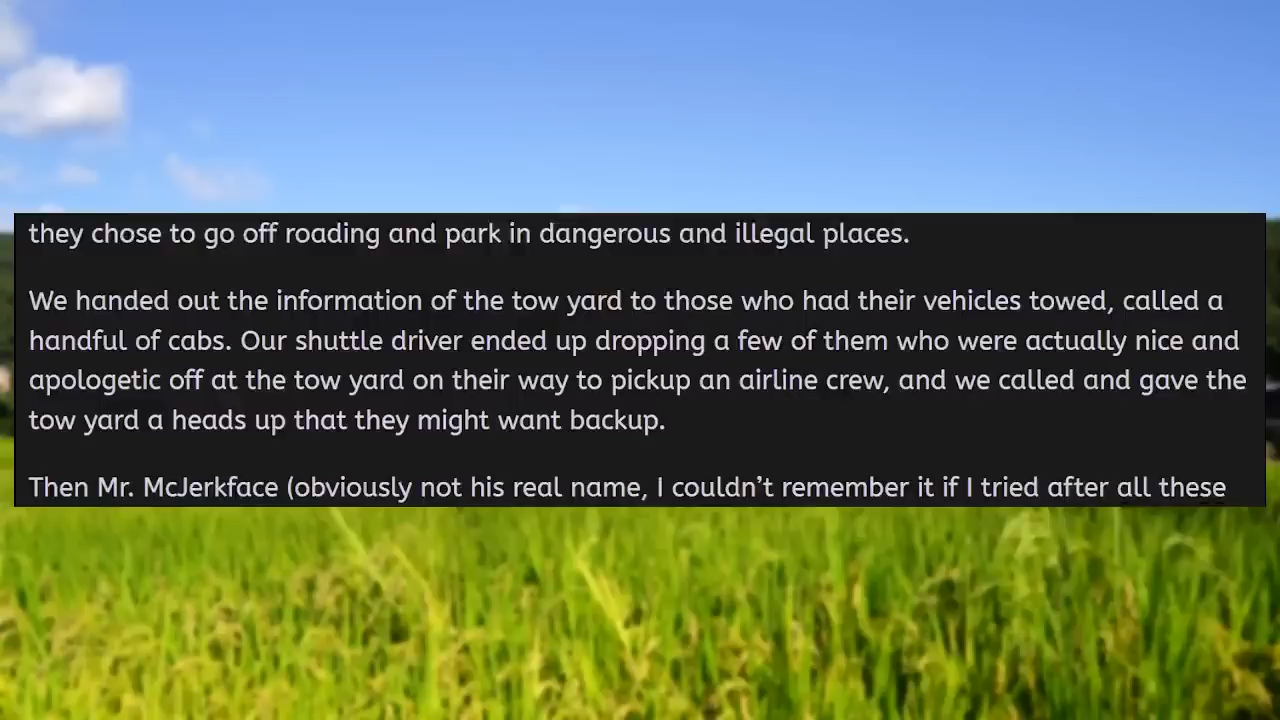 they chose to go off roading and park in dangerous and illegal places.
We handed out the information of the tow yard to those who had their vehicles towed, called a
handful of cabs. Our shuttle driver ended up dropping a few of them who were actually nice and
apologetic off at the tow yard on their way to pickup an airline crew, and we called and gave the
tow yard a heads up that they might want backup.
Then Mr. McJerkface (obviously not his real name, I couldn’t remember it if I tried after all these